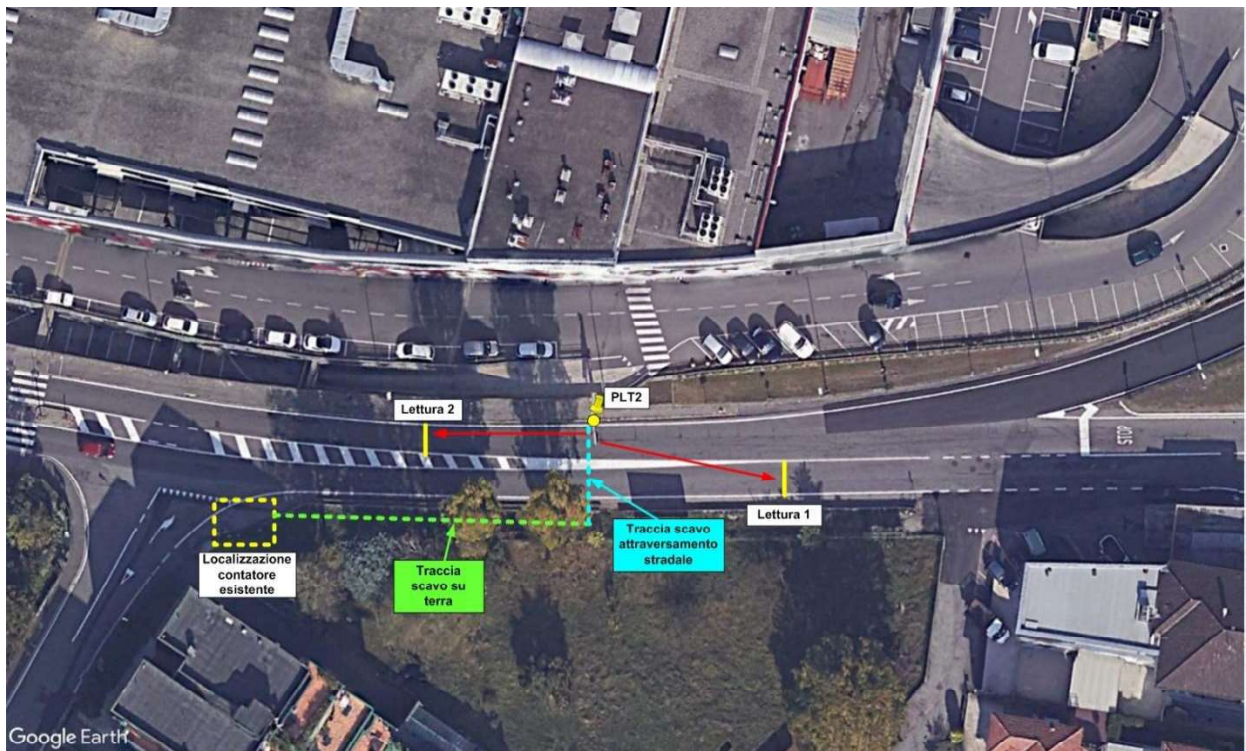 PLT2
Lettura 2
STOP
Lettura 1
Localizzazione
contatore
esistente
Traccia
scavo su
terra
Traccia scavo
attraversamento
stradale
Google Earth